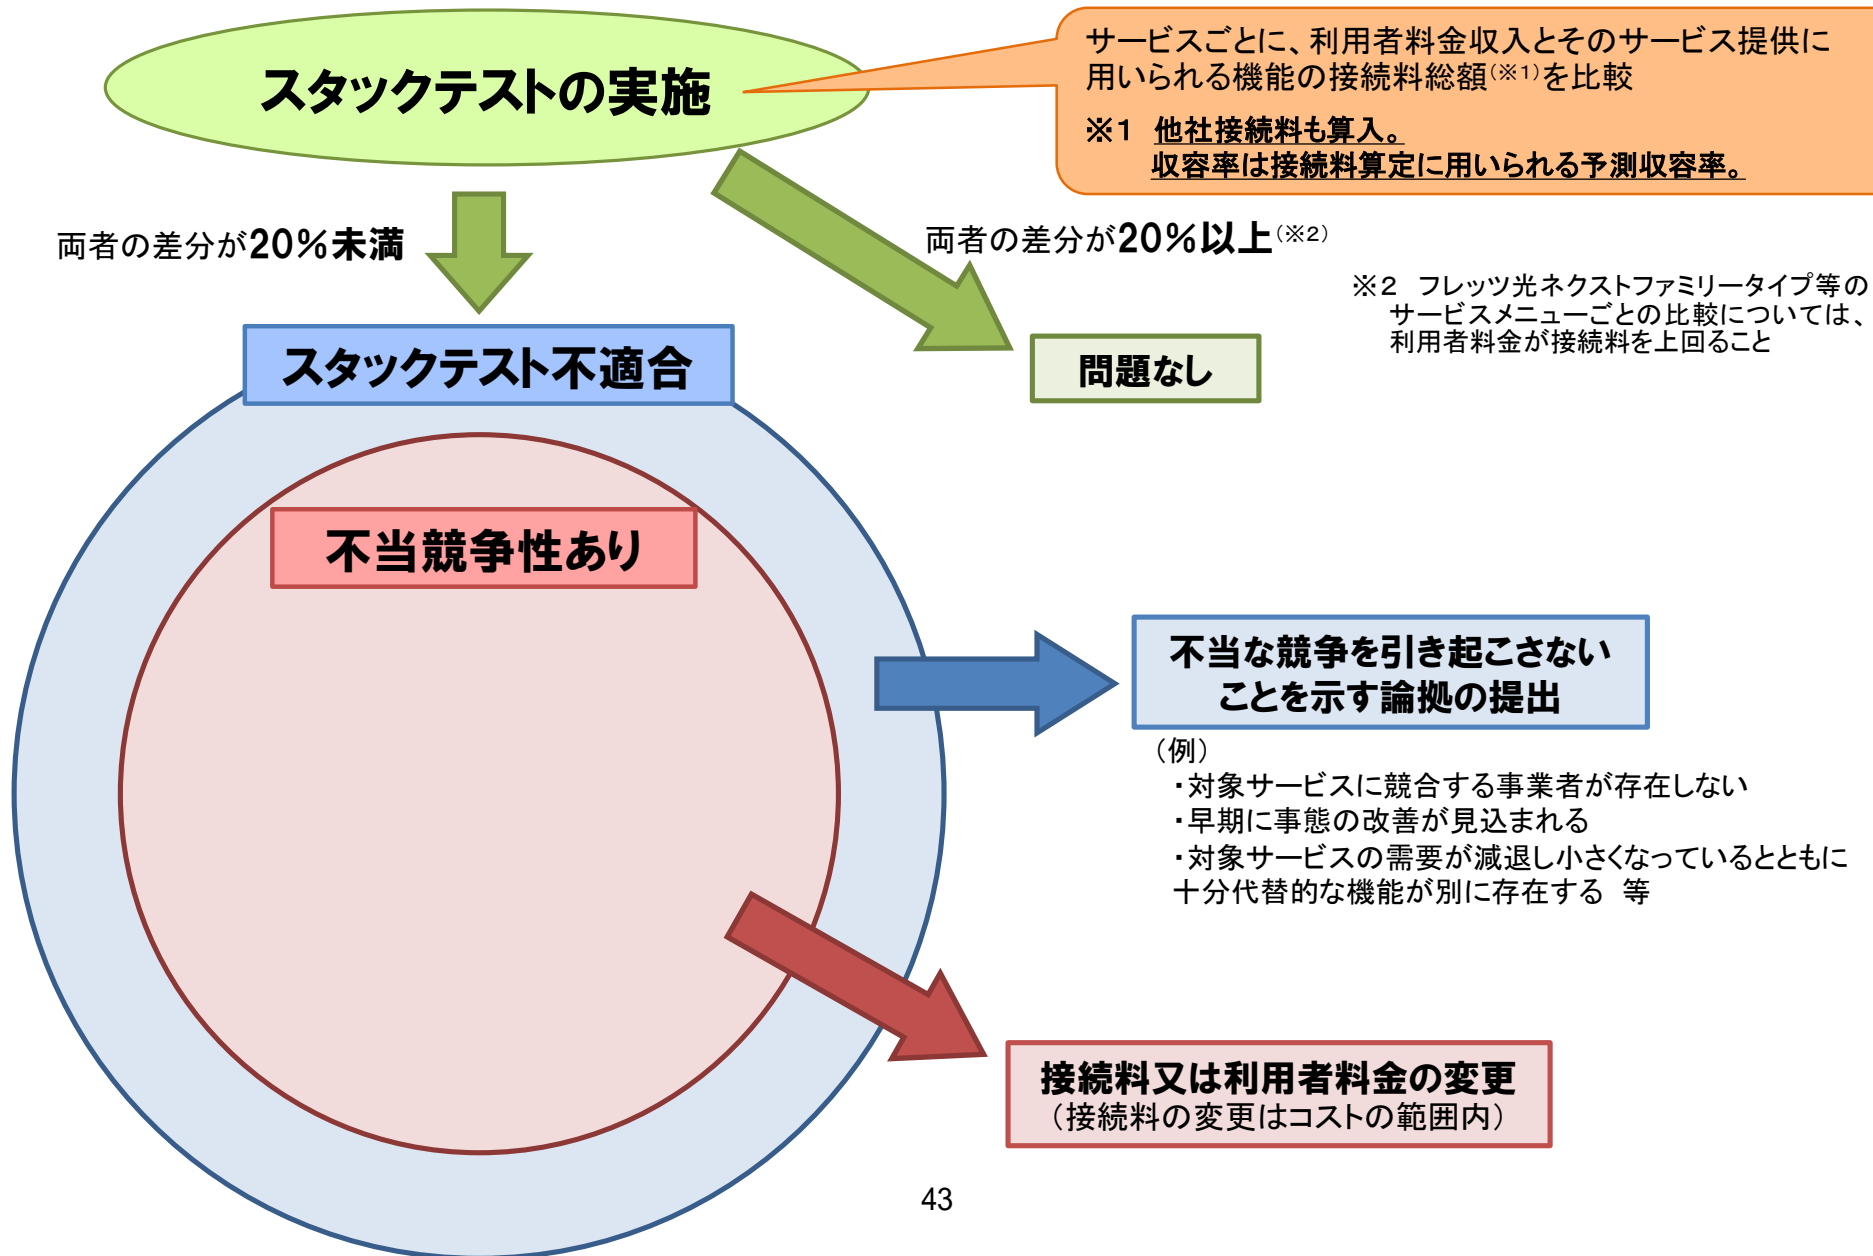 スタックテストの実施
サービスごとに、利用者料金収入とそのサービス提供に
用いられる機能の接続料総額(※1)を比較
※1 他社接続料も算入。
収容率は接続料算定に用いられる予測収容率。
両者の差分が20%未満
両者の差分が20%以上(※2)
※2 フレッツ光ネクストファミリータイプ等の
サービスメニューごとの比較については、
利用者料金が接続料を上回ること
スタックテスト不適合
問題なし
不当競争性あり
不当な競争を引き起こさない
ことを示す論拠の提出
(例)
・対象サービスに競合する事業者が存在しない
・早期に事態の改善が見込まれる
・対象サービスの需要が減退し小さくなっているとともに
十分代替的な機能が別に存在する 等
接続料又は利用者料金の変更
(接続料の変更はコストの範囲内)
43